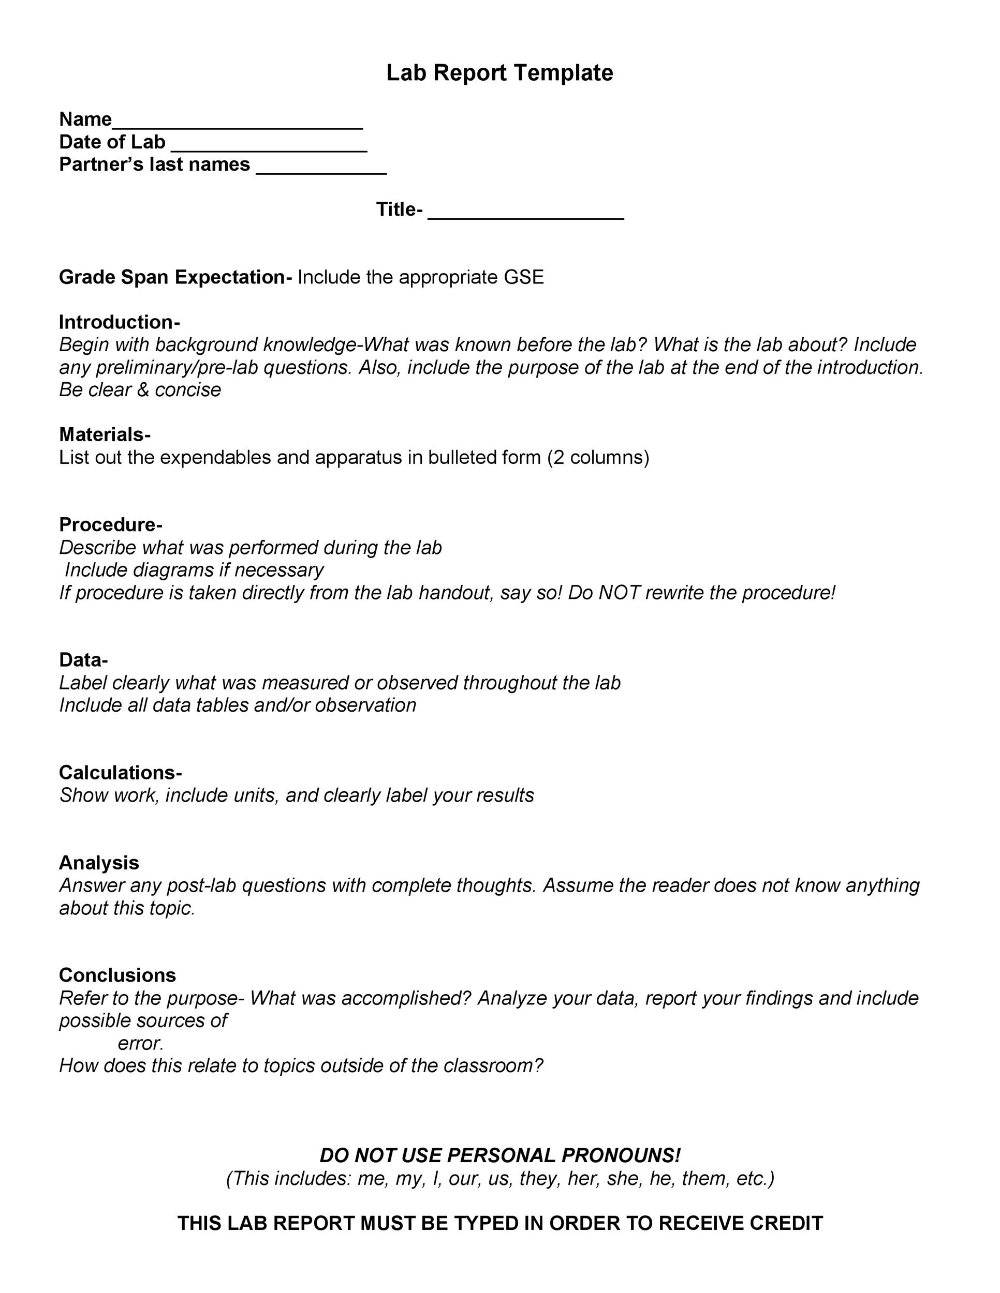 Lab Report Template
Name_______________________
Date of Lab __________________
Partner’s last names ____________
Title- __________________
Grade Span Expectation- Include the appropriate GSE
Introduction-
Begin with background knowledge-What was known before the lab? What is the lab about? Include
any preliminary/pre-lab questions. Also, include the purpose of the lab at the end of the introduction.
Be clear & concise
Materials-
List out the expendables and apparatus in bulleted form (2 columns)
Procedure-
Describe what was performed during the lab
Include diagrams if necessary
If procedure is taken directly from the lab handout, say so! Do NOT rewrite the procedure!
Data-
Label clearly what was measured or observed throughout the lab
Include all data tables and/or observation
Calculations-
Show work, include units, and clearly label your results
Analysis
Answer any post-lab questions with complete thoughts. Assume the reader does not know anything
about this topic.
Conclusions
Refer to the purpose- What was accomplished? Analyze your data, report your findings and include
possible sources of
error.
How does this relate to topics outside of the classroom?
DO NOT USE PERSONAL PRONOUNS!
(This includes: me, my, I, our, us, they, her, she, he, them, etc.)
THIS LAB REPORT MUST BE TYPED IN ORDER TO RECEIVE CREDIT